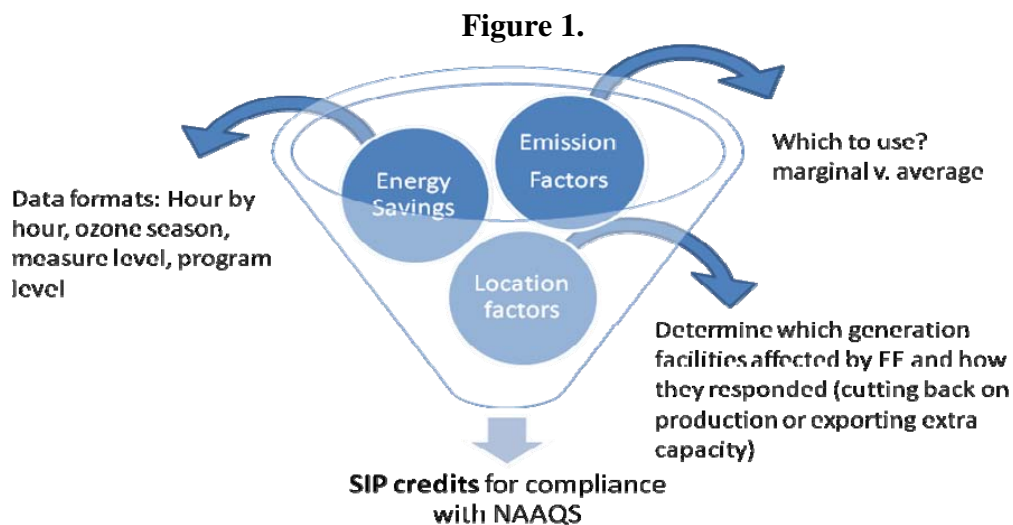 Figure 1.
Emission
Factors
Energy
Savings
Location
factors
Which to use?
marginal v. average
Data formats: Hour by
hour, ozone season,
measure level, program
level
Determine which generation
facilities affected by FF and how
they responded (cutting back on
production or exporting extra
capacity)
SIP credits for compliance
with NAAQS